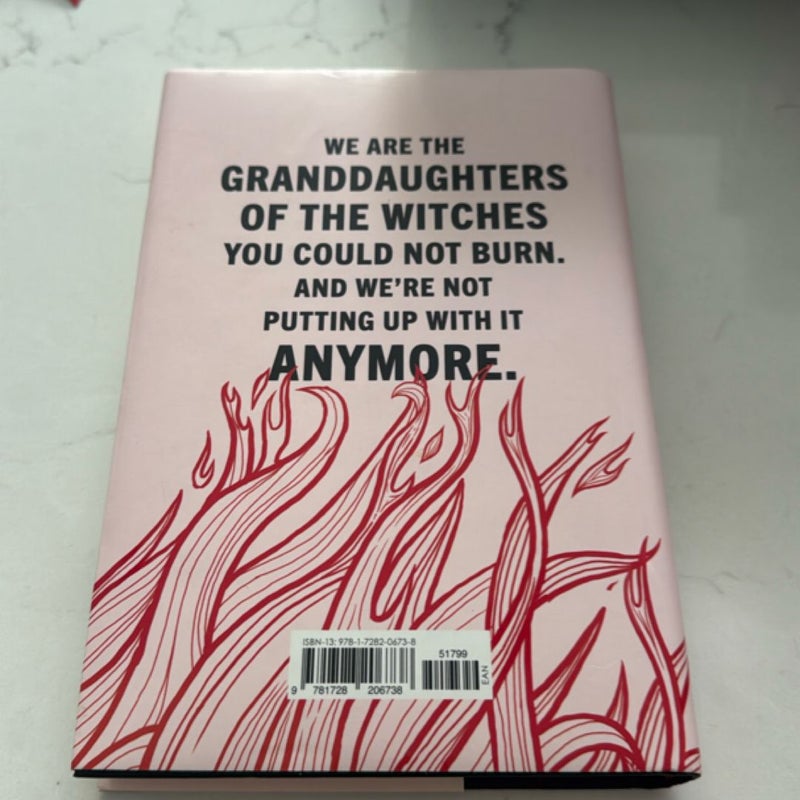 WE ARE THE
GRANDDAUGHTERS
OF THE WITCHES
YOU COULD NOT BURN.
AND WE'RE NOT
PUTTING UP WITH IT
ANYMORE.
ISBN-13: 978-1-7282-0673-8
51799
EAN
9 781728 206738